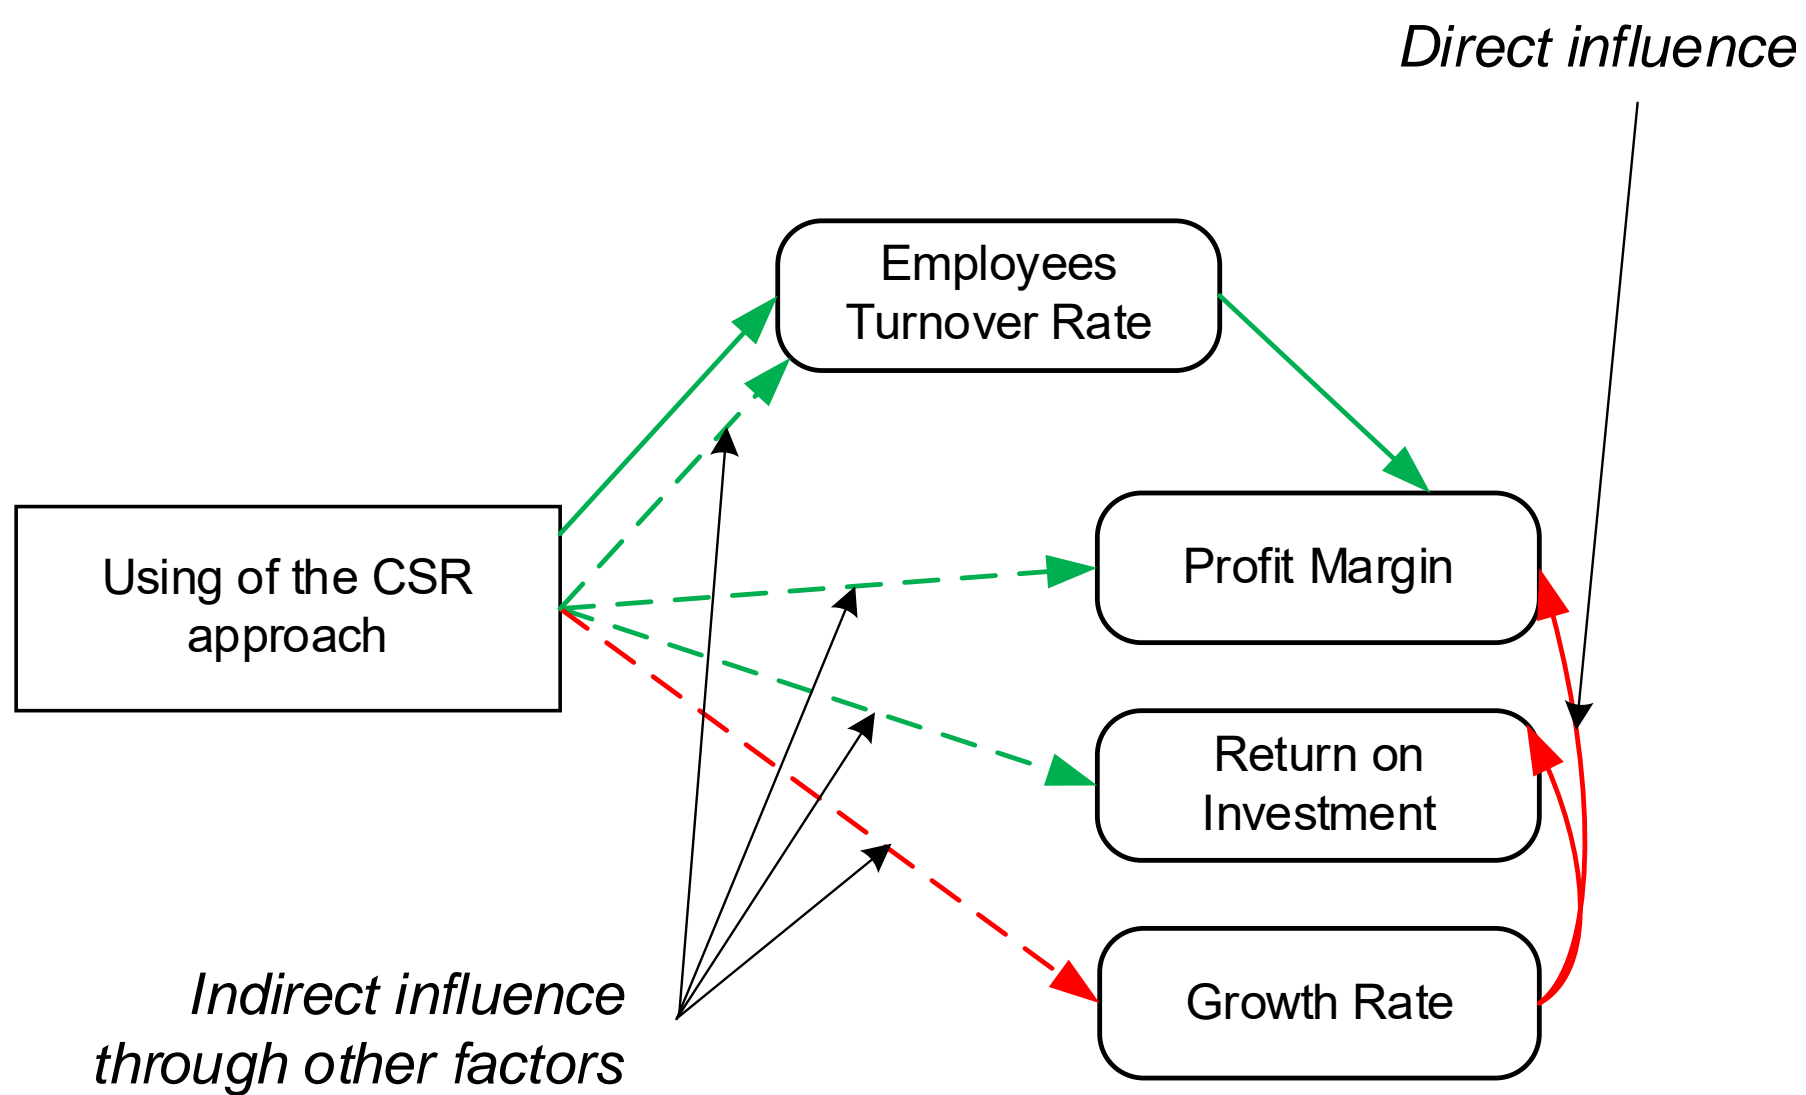 Direct influence
Employees
Turnover Rate
Using of the CSR
approach
Profit Margin
Return on
Investment
Growth Rate
Indirect influence
through other factors